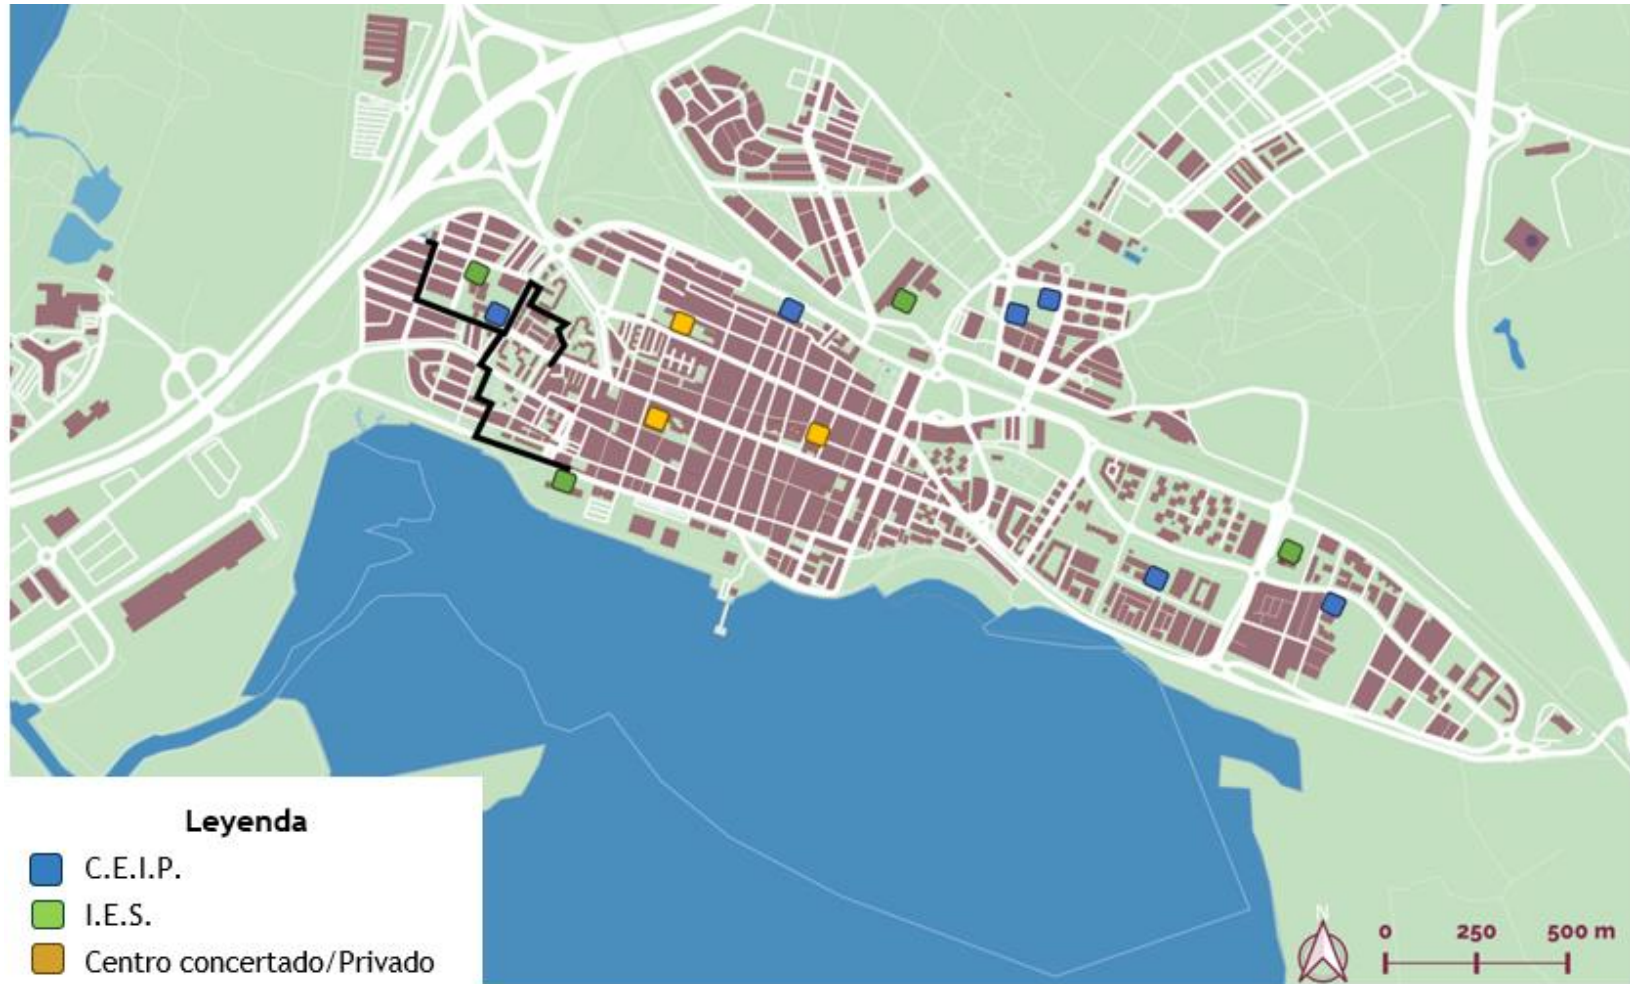 Leyenda
C.E.I.P.
I.E.S.
Centro concertado/Privado
N
0 250 500 m